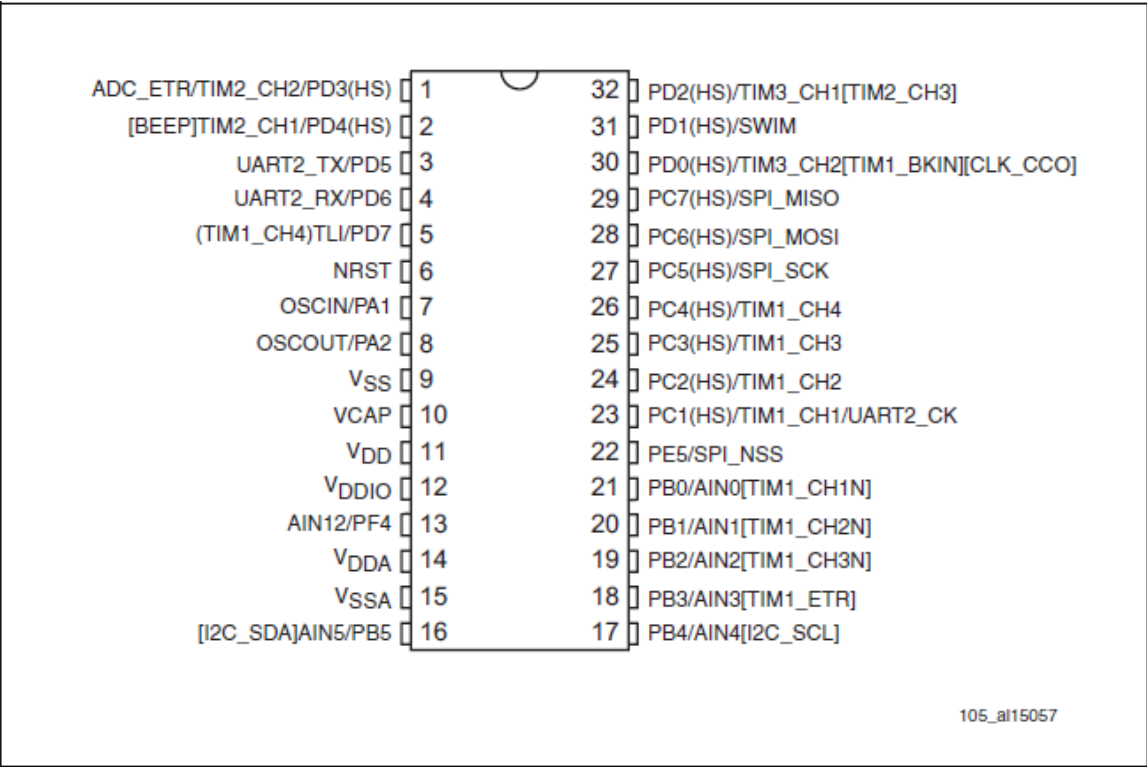 ADC_ETR/TIM2_CH2/PD3(HS) 1 32 PD2(HS)/TIM3_CH1[TIM2_CH3]
[BEEP]TIM2_CH1/PD4(HS) 2 31 PD1(HS)/SWIM
UART2_TX/PD5 3 30 PD0(HS)/TIM3_CH2[TIM1_BKIN][CLK_CCO]
UART2_RX/PD6 4 29 PC7(HS)/SPI_MISO
(TIM1_CH4)TLI/PD7 5 28 PC6(HS)/SPI_MOSI
NRST 6 27 PC5(HS)/SPI_SCK
OSCIN/PA1 7 26 PC4(HS)/TIM1_CH4
OSCOUT/PA2 8 25 PC3(HS)/TIM1_CH3
VSS 9 24 PC2(HS)/TIM1_CH2
VCAP 10 23 PC1(HS)/TIM1_CH1/UART2_CK
VDD 11 22 PE5/SPI_NSS
VDDIO 12 21 PB0/AIN0[TIM1_CH1N]
AIN12/PF4 13 20 PB1/AIN1[TIM1_CH2N]
VDDA 14 19 PB2/AIN2[TIM1_CH3N]
VSSA 15 18 PB3/AIN3[TIM1_ETR]
[I2C_SDA]AIN5/PB5 16 17 PB4/AIN4[I2C_SCL]
105_al15057